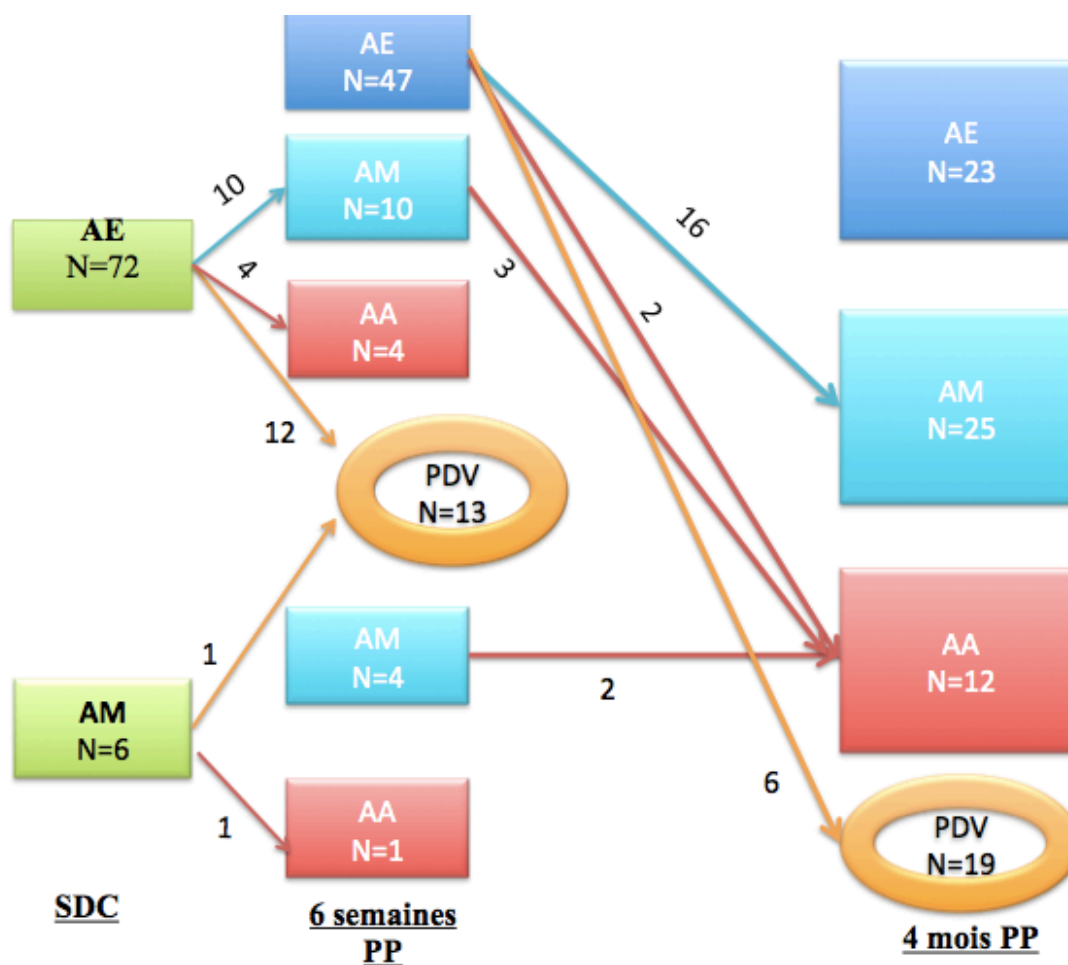 AE
N=72
AM
N=6
SDC
10
4
12
1
1
AE
N=47
AM
N=10
AA
N=4
PDV
N=13
AM
N=4
AA
N=1
6 semaines
PP
16
3
2
2
6
AE
N=23
AM
N=25
AA
N=12
PDV
N=19
4 mois PP